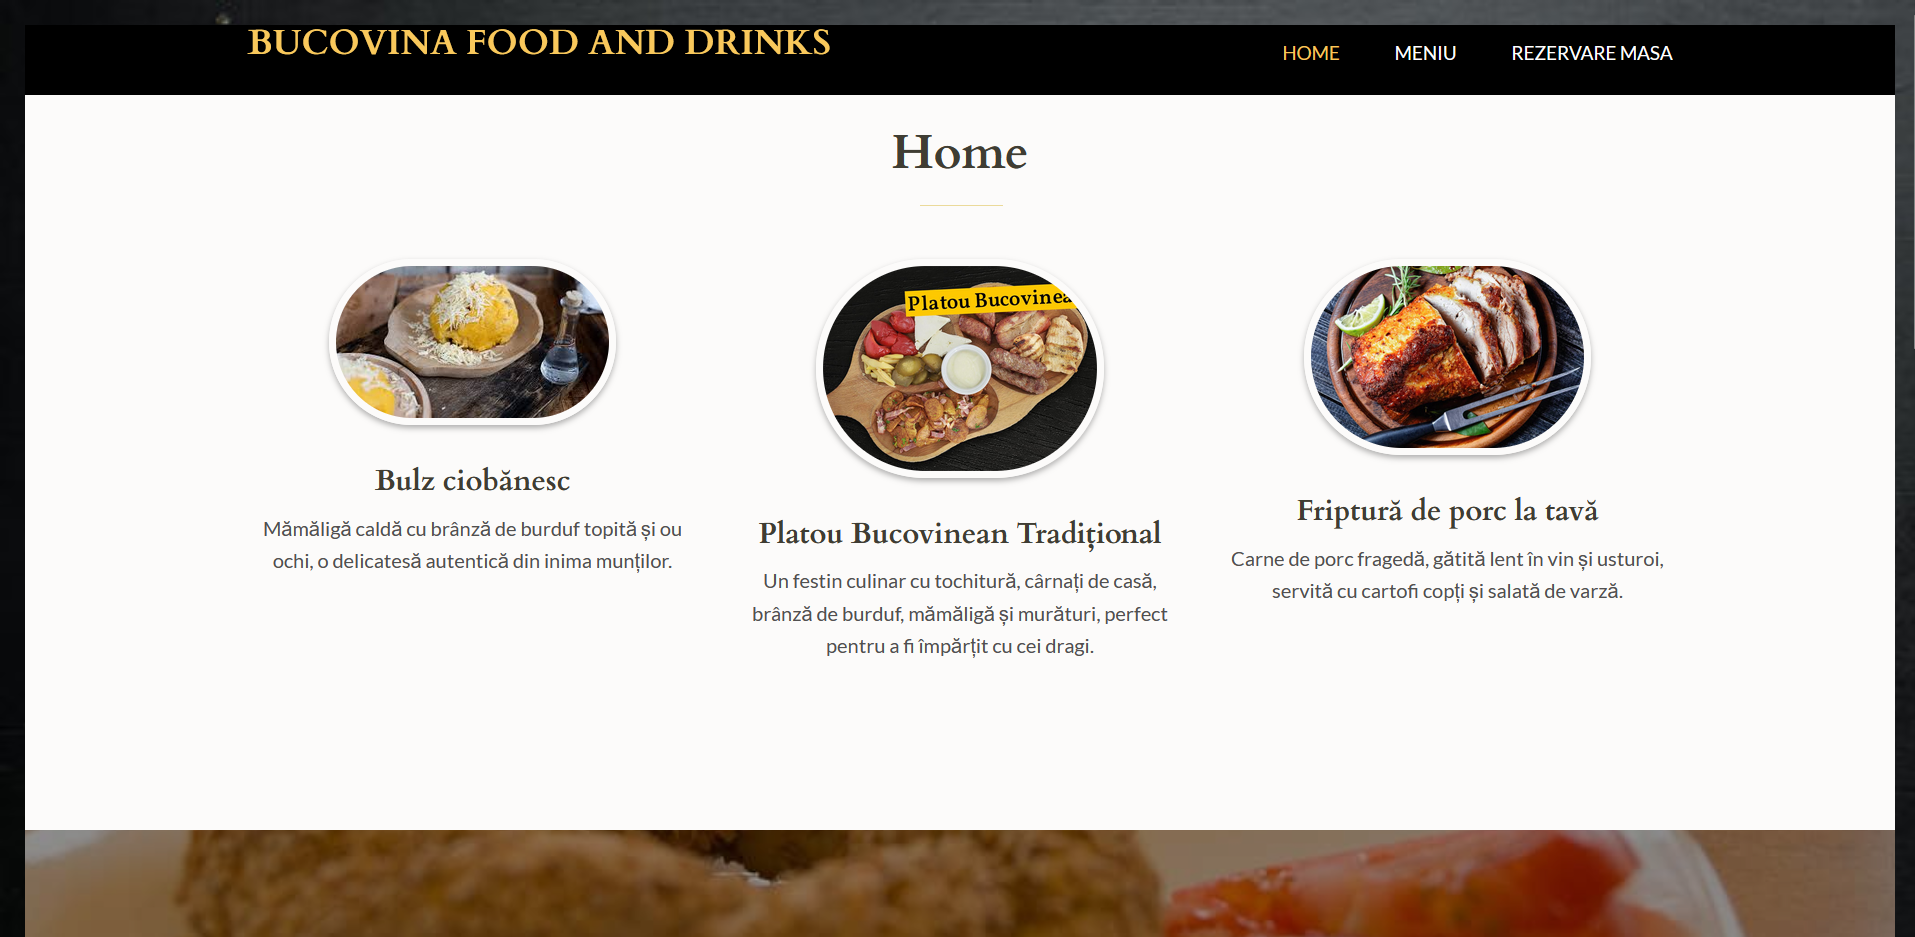 BUCOVINA FOOD AND DRINKS
HOME MENIU REZERVARE MASA
Home
Platou Bucovinea
Bulz ciobănesc
Mămăligă caldă cu brânză de burduf topită și ou
ochi, o delicatesă autentică din inima munților.
Platou Bucovinean Tradițional
Un festin culinar cu tochitură, cârnați de casă,
brânză de burduf, mămăligă și murături, perfect
pentru a fi împărțit cu cei dragi.
Friptură de porc la tavă
Carne de porc fragedă, gătită lent în vin și usturoi,
servită cu cartofi copți și salată de varză.